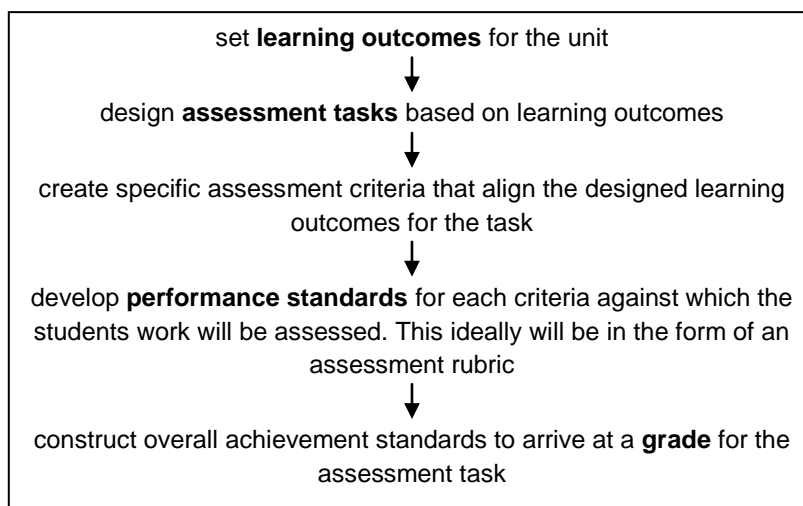 set learning outcomes for the unit
design assessment tasks based on learning outcomes
create specific assessment criteria that align the designed learning
outcomes for the task
develop performance standards for each criteria against which the
students work will be assessed. This ideally will be in the form of an
assessment rubric
construct overall achievement standards to arrive at a grade for the
assessment task